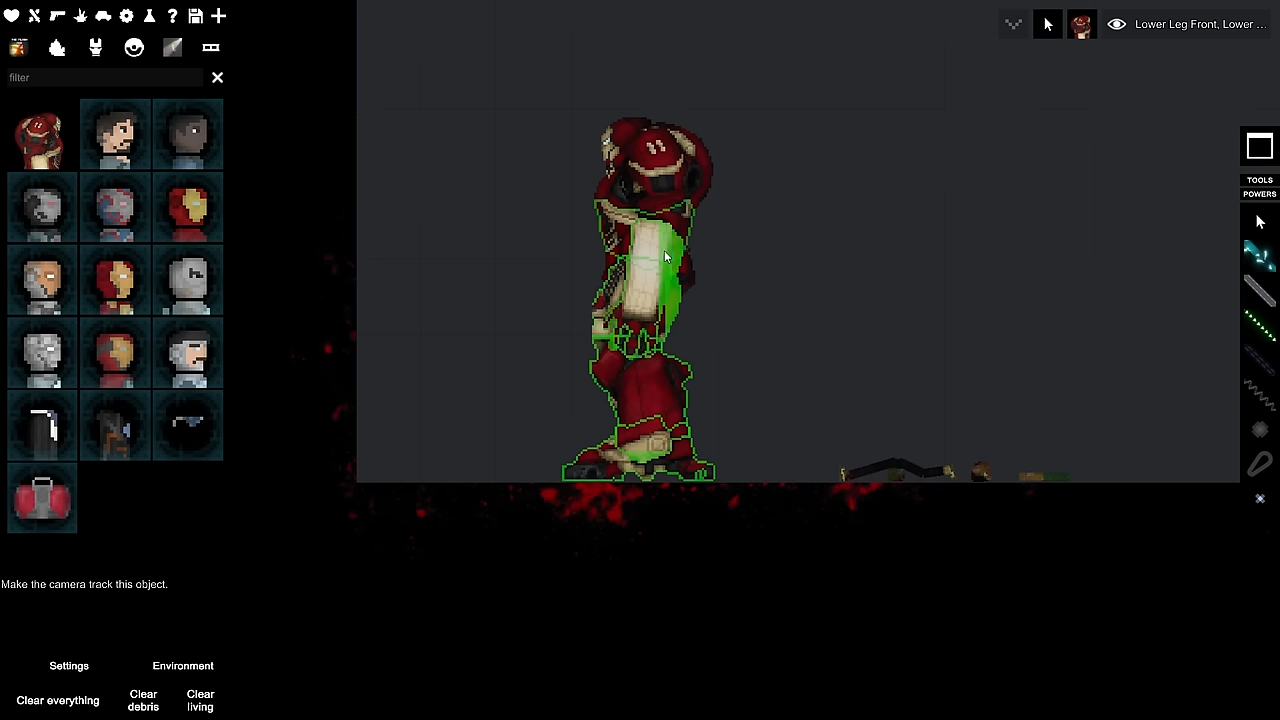 Lower Leg Front, Lower ...
filter
TOOLS
POWERS
Make the camera track this object.
Settings
Environment
Clear everything
Clear
debris
Clear
living